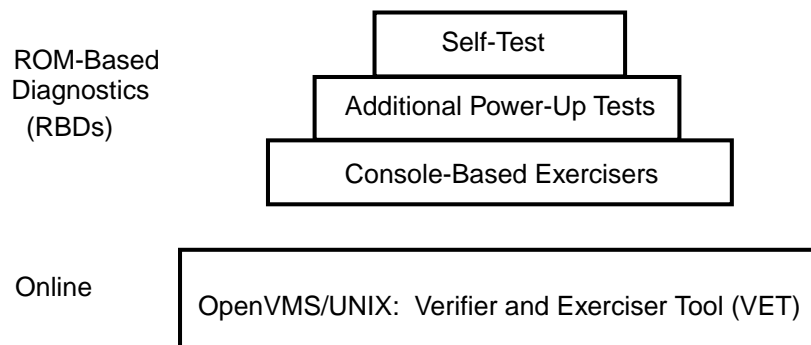 Self-Test
ROM-Based
Diagnostics
(RBDs)
Additional Power-Up Tests
Console-Based Exercisers
Online
OpenVMS/UNIX: Verifier and Exerciser Tool (VET)